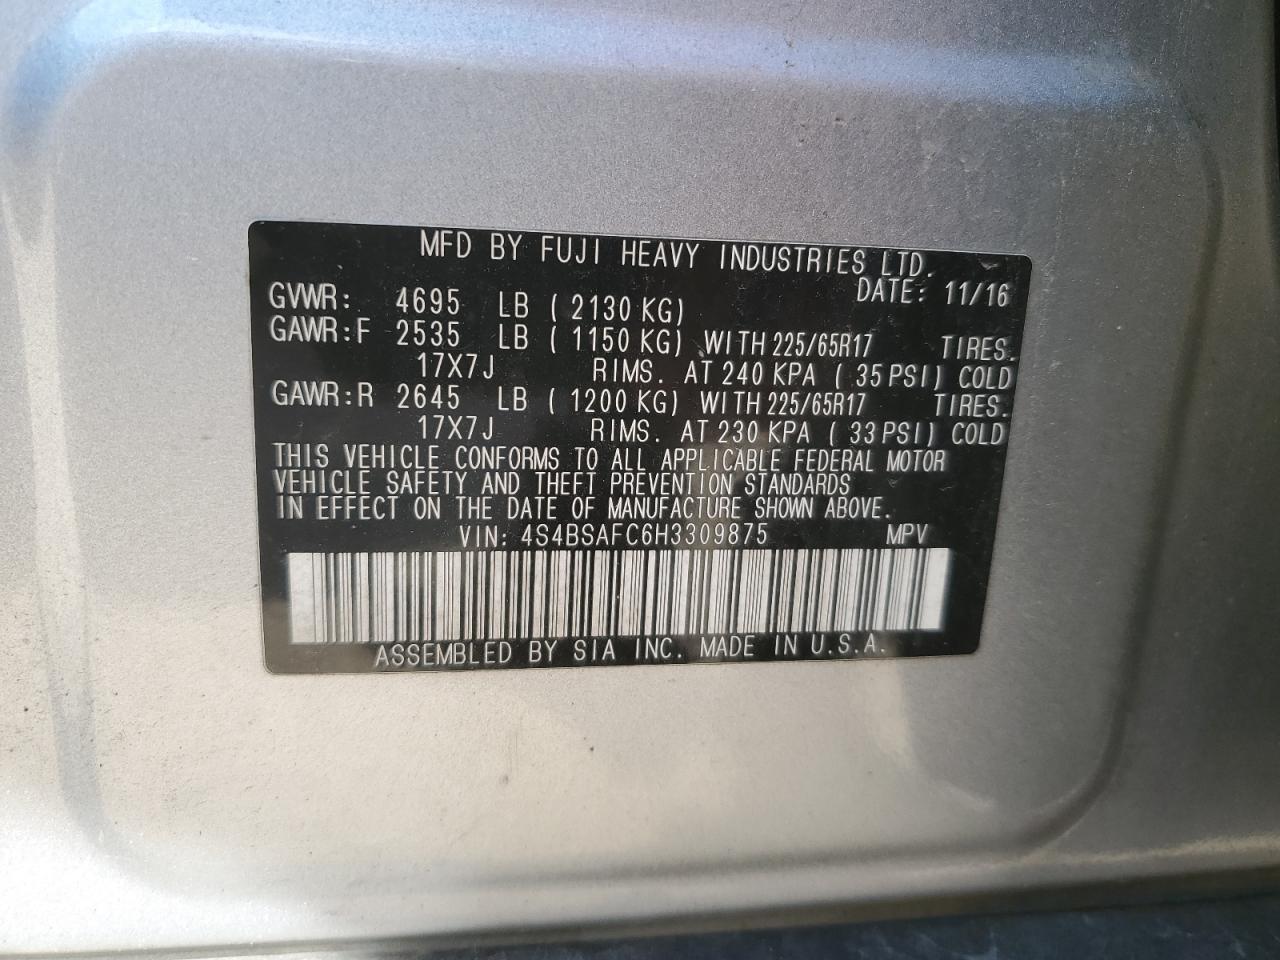 MFD BY FUJI HEAVY INDUSTRIES LTD.
DATE: 11/16
GVWR: 4695 LB ( 2130 KG)
GAWR:F 2535 LB ( 1150 KG) WITH 225/65R17 TIRES.
17X7J RIMS. AT 240 KPA ( 35 PSI) COLD
GAWR:R 2645 LB ( 1200 KG) WITH 225/65R17 TIRES.
17X7J RIMS. AT 230 KPA ( 33 PSI) COLD
THIS VEHICLE CONFORMS TO ALL APPLICABLE FEDERAL MOTOR
VEHICLE SAFETY AND THEFT PREVENTION STANDARDS
IN EFFECT ON THE DATE OF MANUFACTURE SHOWN ABOVE.
VIN: 4S4BSAFC6H3309875 MPV
ASSEMBLED BY SIA INC. MADE IN U.S.A.